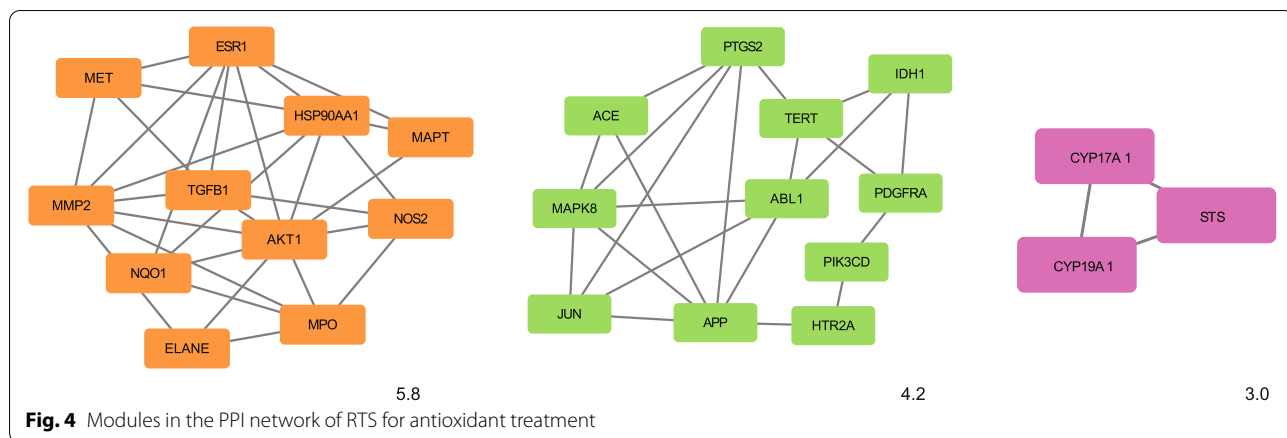 ESR1
MET
HSP90AA1
MAPT
TGFB1
MMP2
NOS2
AKT1
NQO1
MPO
ELANE
5.8
PTGS2
IDH1
ACE
TERT
ABL1
PDGFRA
MAPK8
PIK3CD
JUN
APP
HTR2A
4.2
CYP17A 1
STS
CYP19A 1
3.0
Fig. 4 Modules in the PPI network of RTS for antioxidant treatment